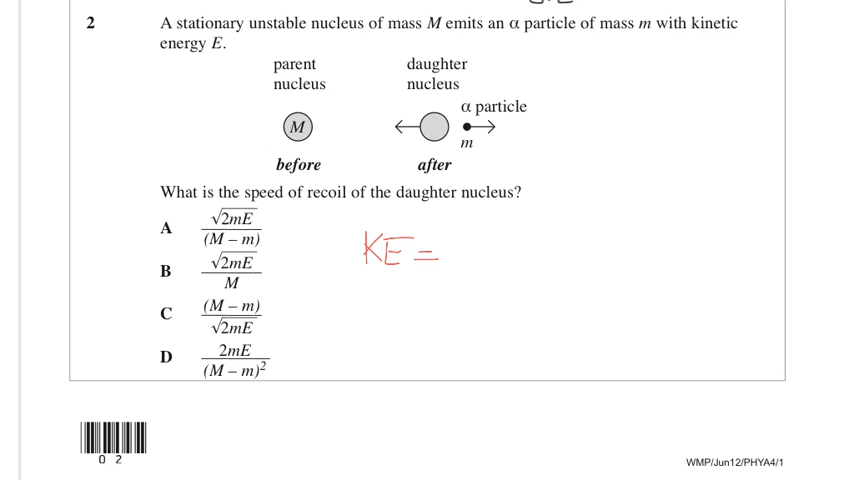 2 A stationary unstable nucleus of mass M emits an α particle of mass m with kinetic
energy E.
parent
nucleus
daughter
nucleus
α particle
M
m
before
after
What is the speed of recoil of the daughter nucleus?
A √2mE / (M – m)
B √2mE / M
KE =
C (M – m) / √2mE
D 2mE / (M – m)²
0 2
WMP/Jun12/PHYA4/1